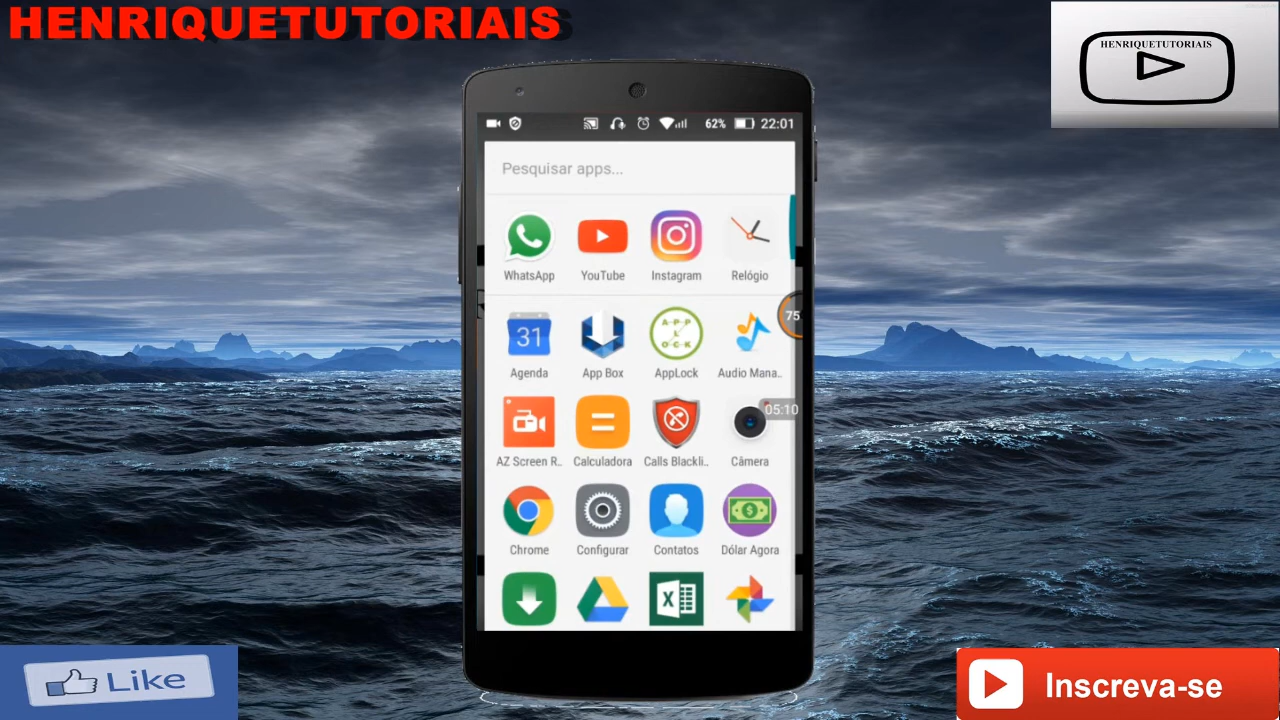 HENRIQUETUTORIAIS
HENRIQUETUTORIAIS
62% 22:01
Pesquisar apps...
WhatsApp YouTube Instagram Relógio
75
31
A-P-P
L
O-C-K
Agenda App Box AppLock Audio Mana..
05:10
AZ Screen R.. Calculadora Calls Blackli.. Câmera
Chrome Configurar Contatos Dólar Agora
Like
Inscreva-se